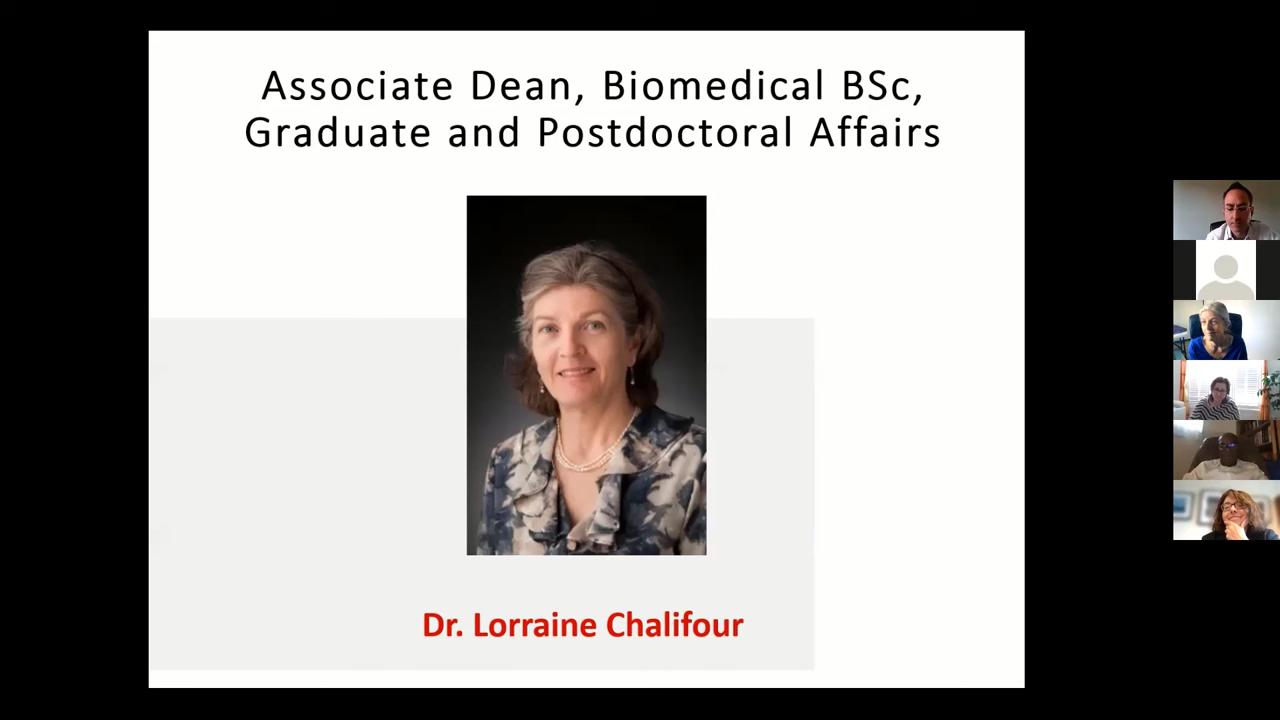 Associate Dean, Biomedical BSc,
Graduate and Postdoctoral Affairs
Dr. Lorraine Chalifour